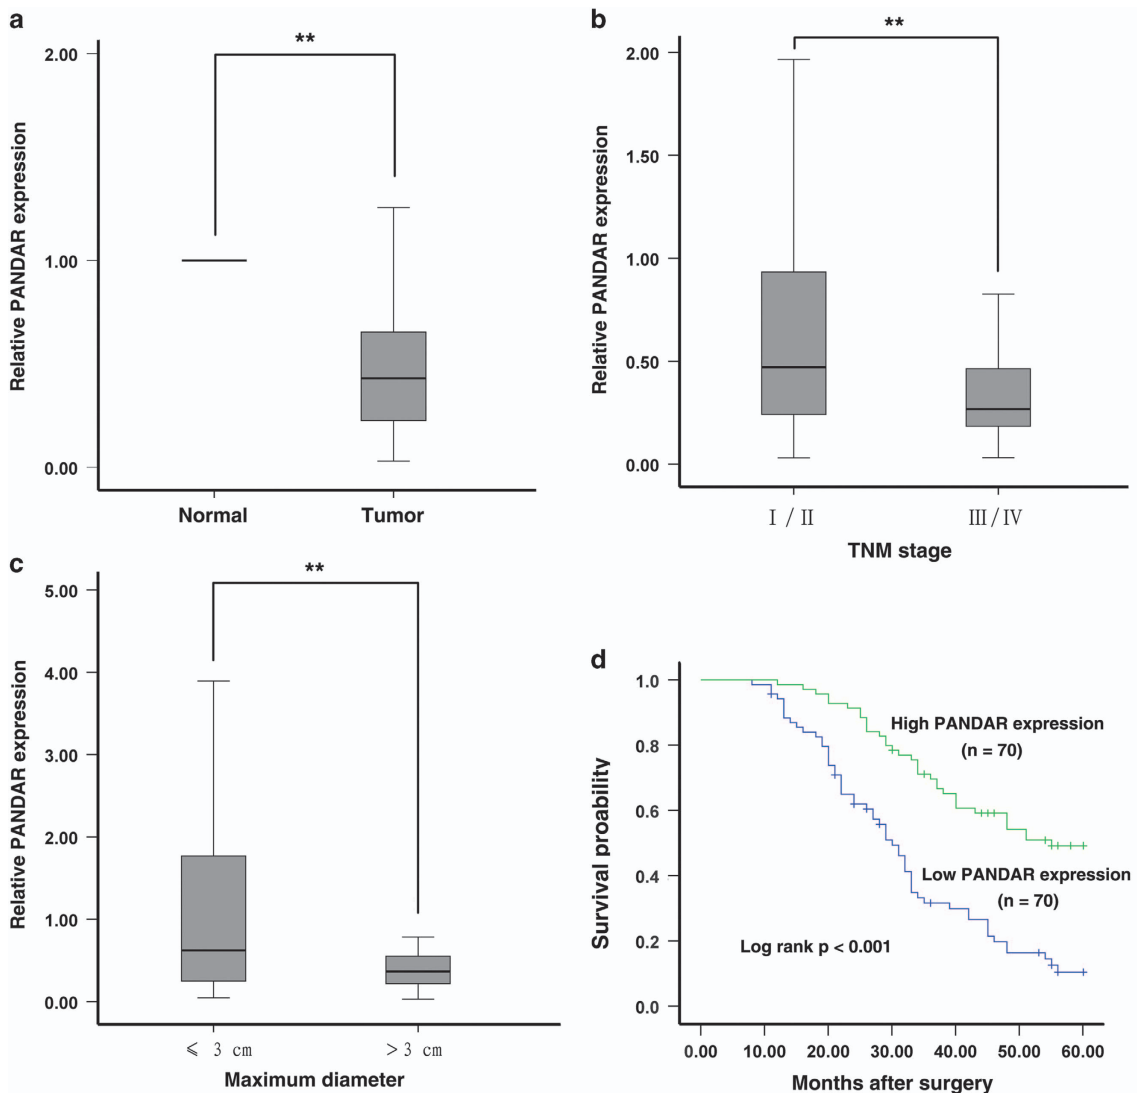 a
**
2.00
1.00
0.00
Relative PANDAR expression
Normal
Tumor
b
**
2.00
1.50
1.00
0.50
0.00
Relative PANDAR expression
I / II
III/IV
TNM stage
c
**
5.00
4.00
3.00
2.00
1.00
0.00
Relative PANDAR expression
⩽ 3 cm
>3 cm
Maximum diameter
d
1.0
0.8
0.6
0.4
0.2
0.0
Survival proability
High PANDAR expression
(n = 70)
Low PANDAR expression
(n = 70)
Log rank p < 0.001
0.00 10.00 20.00 30.00 40.00 50.00 60.00
Months after surgery